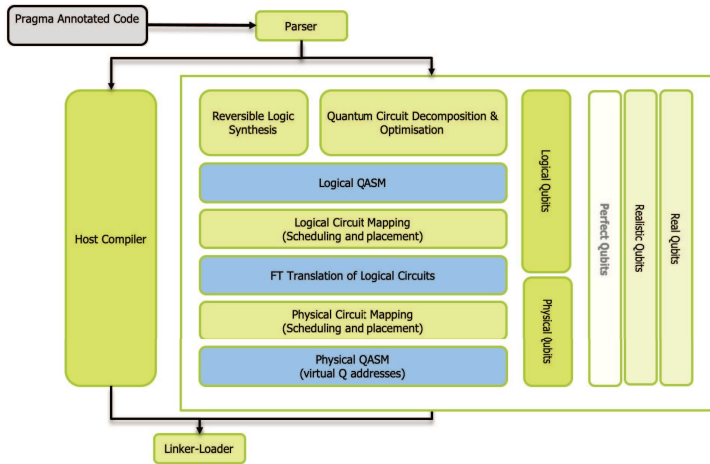 Pragma Annotated Code
Parser
Host Compiler
Reversible Logic
Synthesis
Quantum Circuit Decomposition &
Optimisation
Logical QASM
Logical Circuit Mapping
(Scheduling and placement)
FT Translation of Logical Circuits
Physical Circuit Mapping
(Scheduling and placement)
Physical QASM
(virtual Q addresses)
Logical Qubits
Physical Qubits
Perfect Qubits
Realistic Qubits
Real Qubits
Linker-Loader